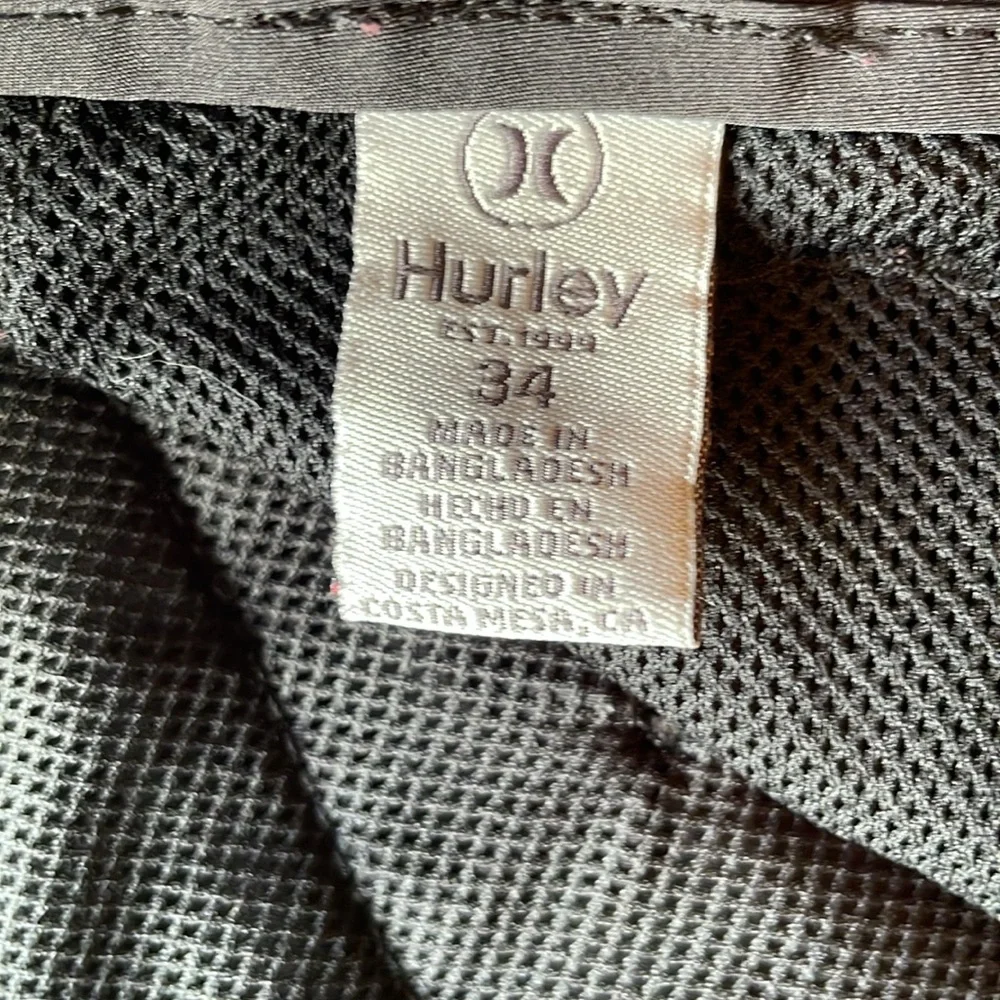 Hurley
EST. 1999
34
MADE IN
BANGLADESH
HECHO EN
BANGLADESH
DESIGNED IN
COSTA MESA, CA